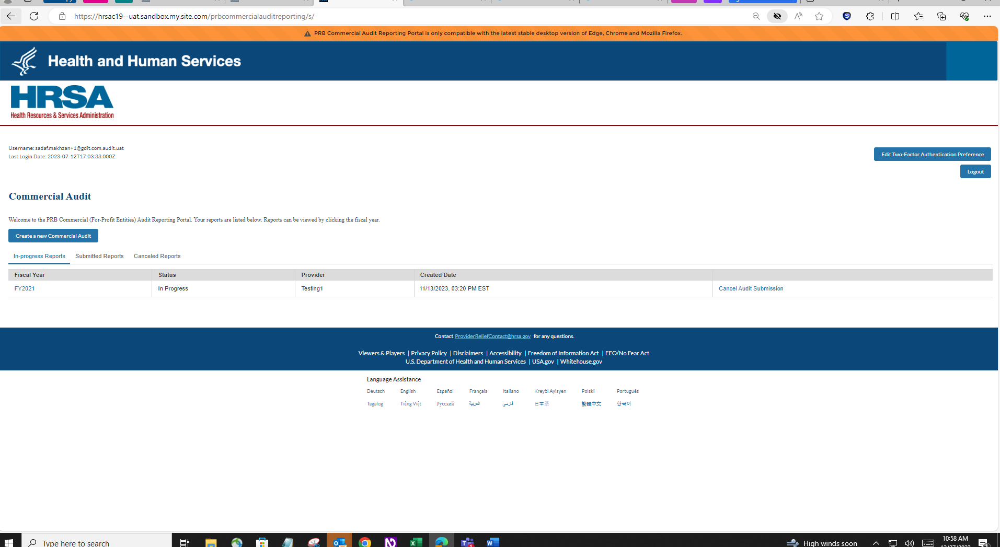 https://hrsac19--uat.sandbox.my.site.com/prbcommercialauditreporting/s/
PRB Commercial Audit Reporting Portal is only compatible with the latest stable desktop version of Edge, Chrome and Mozilla Firefox.
Health and Human Services
HRSA
Health Resources & Services Administration
Username: sadaf.makhzan+1@gdit.com.audit.uat
Last Login Date: 2023-07-12T17:03:33.000Z
Edit Two-Factor Authentication Preference
Logout
Commercial Audit
Welcome to the PRB Commercial (For-Profit Entities) Audit Reporting Portal. Your reports are listed below. Reports can be viewed by clicking the fiscal year.
Create a new Commercial Audit
In-progress Reports Submitted Reports Canceled Reports
Fiscal Year Status Provider Created Date
FY2021 In Progress Testing1 11/13/2023, 03:20 PM EST Cancel Audit Submission
Contact ProviderReliefContact@hrsa.gov for any questions.
Viewers & Players | Privacy Policy | Disclaimers | Accessibility | Freedom of Information Act | EEO/No Fear Act
U.S. Department of Health and Human Services | USA.gov | Whitehouse.gov
Language Assistance
Deutsch English Español Français Italiano Kreyòl Ayisyen Polski Português
Tagalog Tiếng Việt Русский العربية فارسی 日本語 繁體中文 한국어
Type here to search
High winds soon
10:58 AM